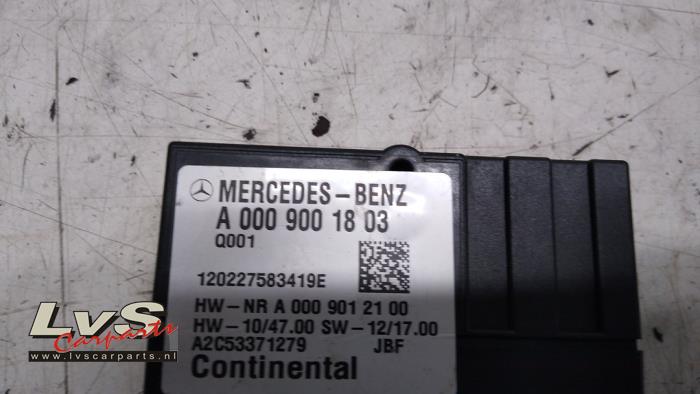 MERCEDES-BENZ
A 000 900 18 03
Q001
120227583419E
HW-NR A 000 901 21 00
HW-10/47.00 SW-12/17.00
A2C53371279 JBF
Continental
LvS
Carparts
www.lvscarparts.nl